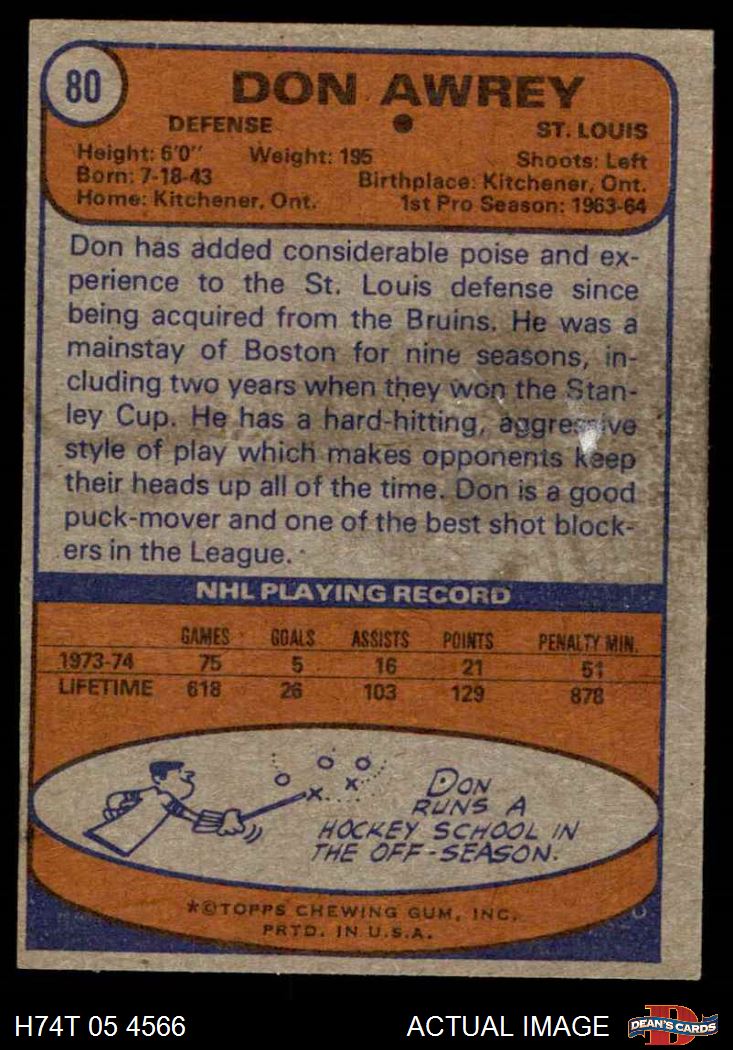 80
DON AWREY
DEFENSE ST. LOUIS
Height: 6'0" Weight: 195 Shoots: Left
Born: 7-18-43 Birthplace: Kitchener, Ont.
Home: Kitchener, Ont. 1st Pro Season: 1963-64
Don has added considerable poise and ex-
perience to the St. Louis defense since
being acquired from the Bruins. He was a
mainstay of Boston for nine seasons, in-
cluding two years when they won the Stan-
ley Cup. He has a hard-hitting, aggressive
style of play which makes opponents keep
their heads up all of the time. Don is a good
puck-mover and one of the best shot block-
ers in the League.
NHL PLAYING RECORD
GAMES GOALS ASSISTS POINTS PENALTY MIN.
1973-74 75 5 16 21 51
LIFETIME 618 26 103 129 878
DON
RUNS A
HOCKEY SCHOOL IN
THE OFF-SEASON.
*©TOPPS CHEWING GUM, INC.
PRTD. IN U.S.A.
H74T 05 4566 ACTUAL IMAGE DEAN'S CARDS